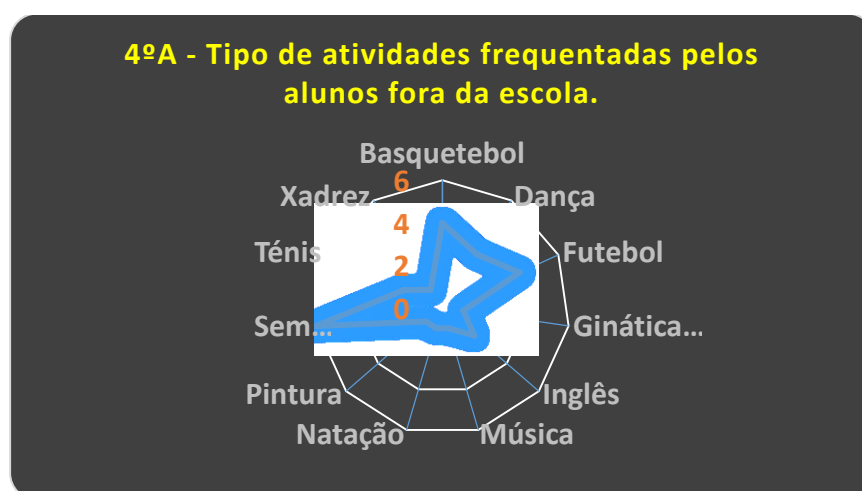 4ºA - Tipo de atividades frequentadas pelos
alunos fora da escola.
Basquetebol
6
Xadrez
Dança
4
Ténis
Futebol
2
0
Sem...
Ginática...
Pintura
Inglês
Natação
Música